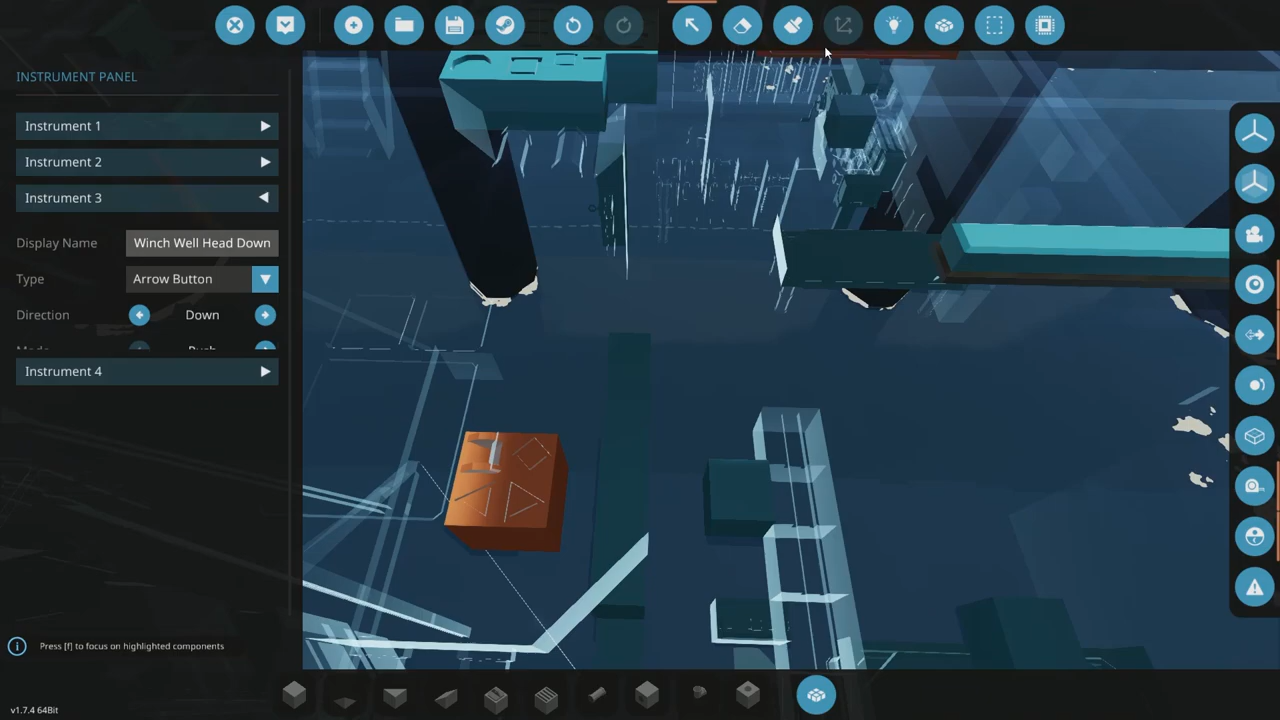 INSTRUMENT PANEL
Instrument 1
Instrument 2
Instrument 3
Display Name
Winch Well Head Down
Type
Arrow Button
Direction
Down
Instrument 4
Press [f] to focus on highlighted components
v1.7.4 64Bit